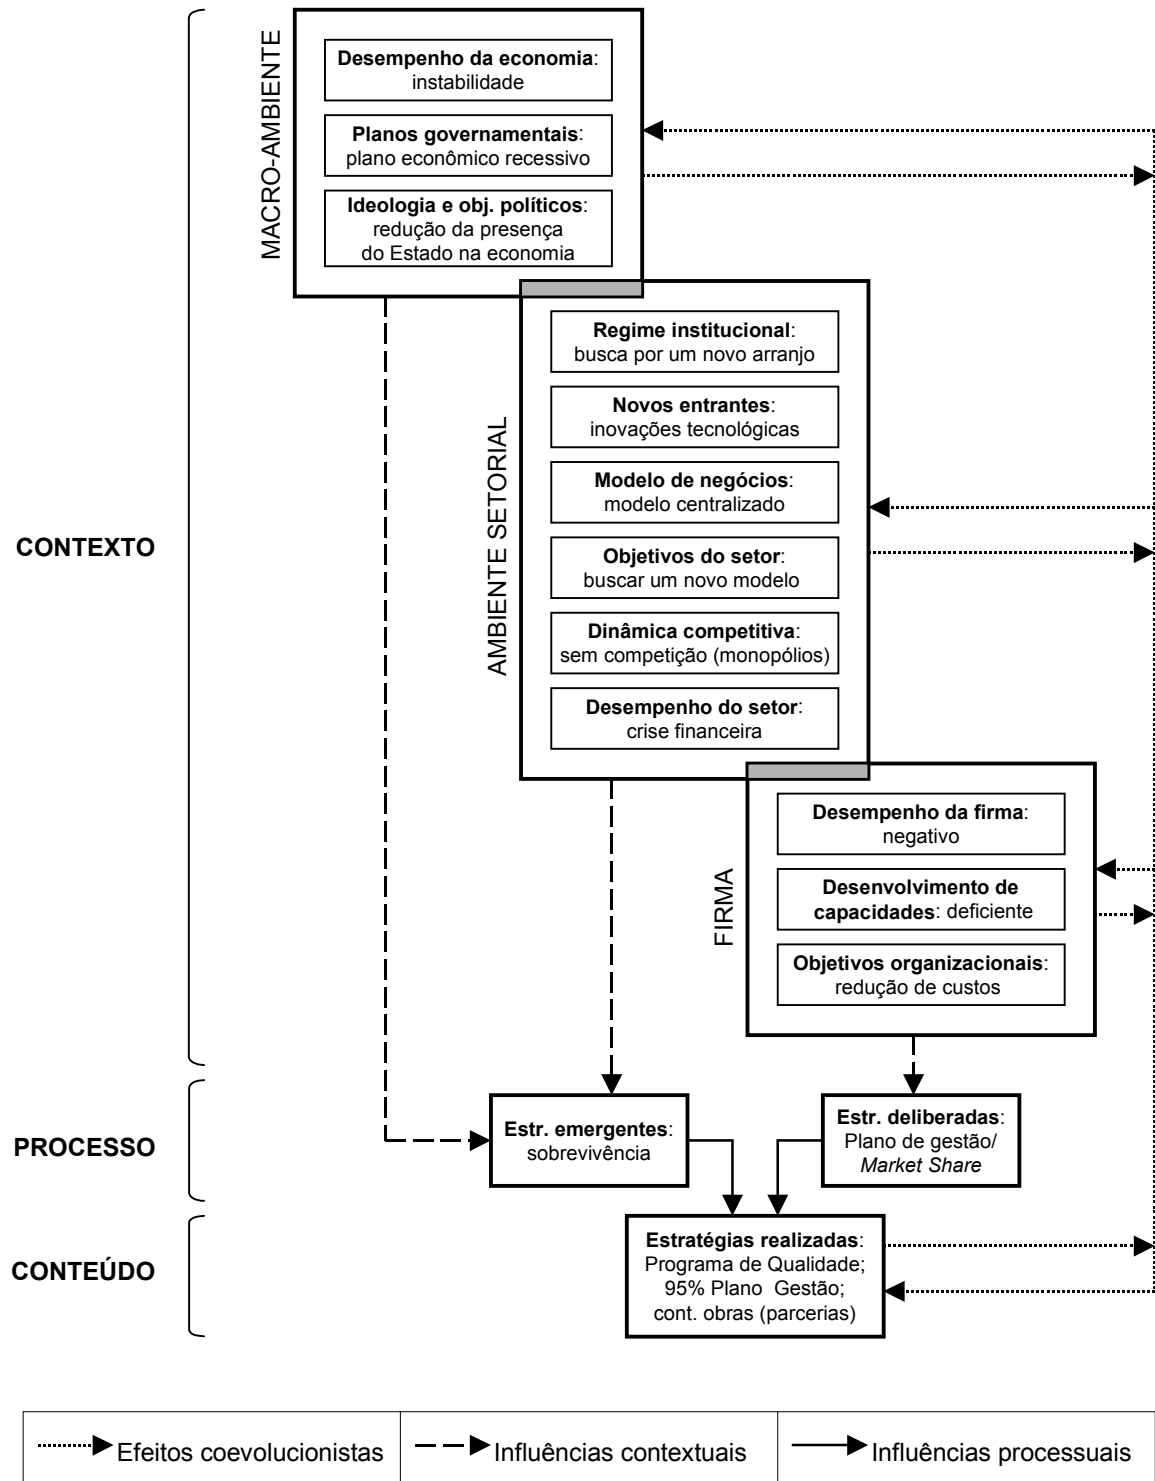 MACRO-AMBIENTE
Desempenho da economia:
instabilidade
Planos governamentais:
plano econômico recessivo
Ideologia e obj. políticos:
redução da presença
do Estado na economia
CONTEXTO
AMBIENTE SETORIAL
Regime institucional:
busca por um novo arranjo
Novos entrantes:
inovações tecnológicas
Modelo de negócios:
modelo centralizado
Objetivos do setor:
buscar um novo modelo
Dinâmica competitiva:
sem competição (monopólios)
Desempenho do setor:
crise financeira
FIRMA
Desempenho da firma:
negativo
Desenvolvimento de
capacidades: deficiente
Objetivos organizacionais:
redução de custos
PROCESSO
Estr. emergentes:
sobrevivência
Estr. deliberadas:
Plano de gestão/
Market Share
CONTEÚDO
Estratégias realizadas:
Programa de Qualidade;
95% Plano Gestão;
cont. obras (parcerias)
Efeitos coevolucionistas
Influências contextuais
Influências processuais